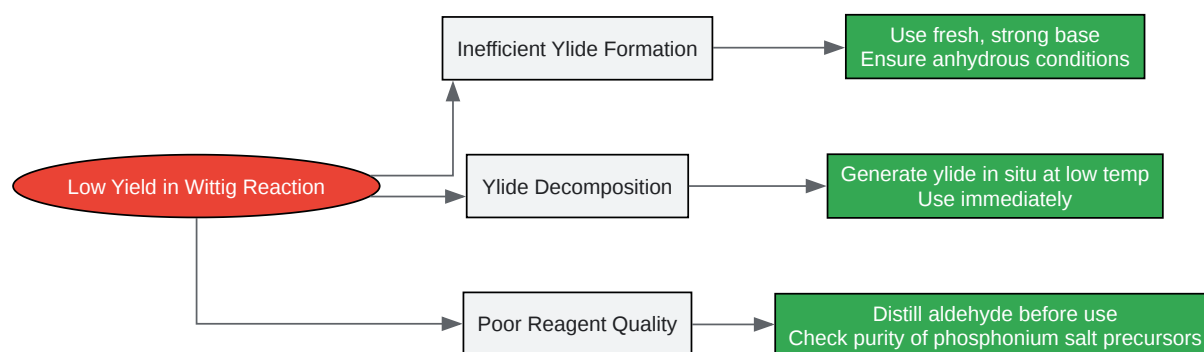 Low Yield in Wittig Reaction
Inefficient Ylide Formation
Use fresh, strong base
Ensure anhydrous conditions
Ylide Decomposition
Generate ylide in situ at low temp
Use immediately
Poor Reagent Quality
Distill aldehyde before use
Check purity of phosphonium salt precursors